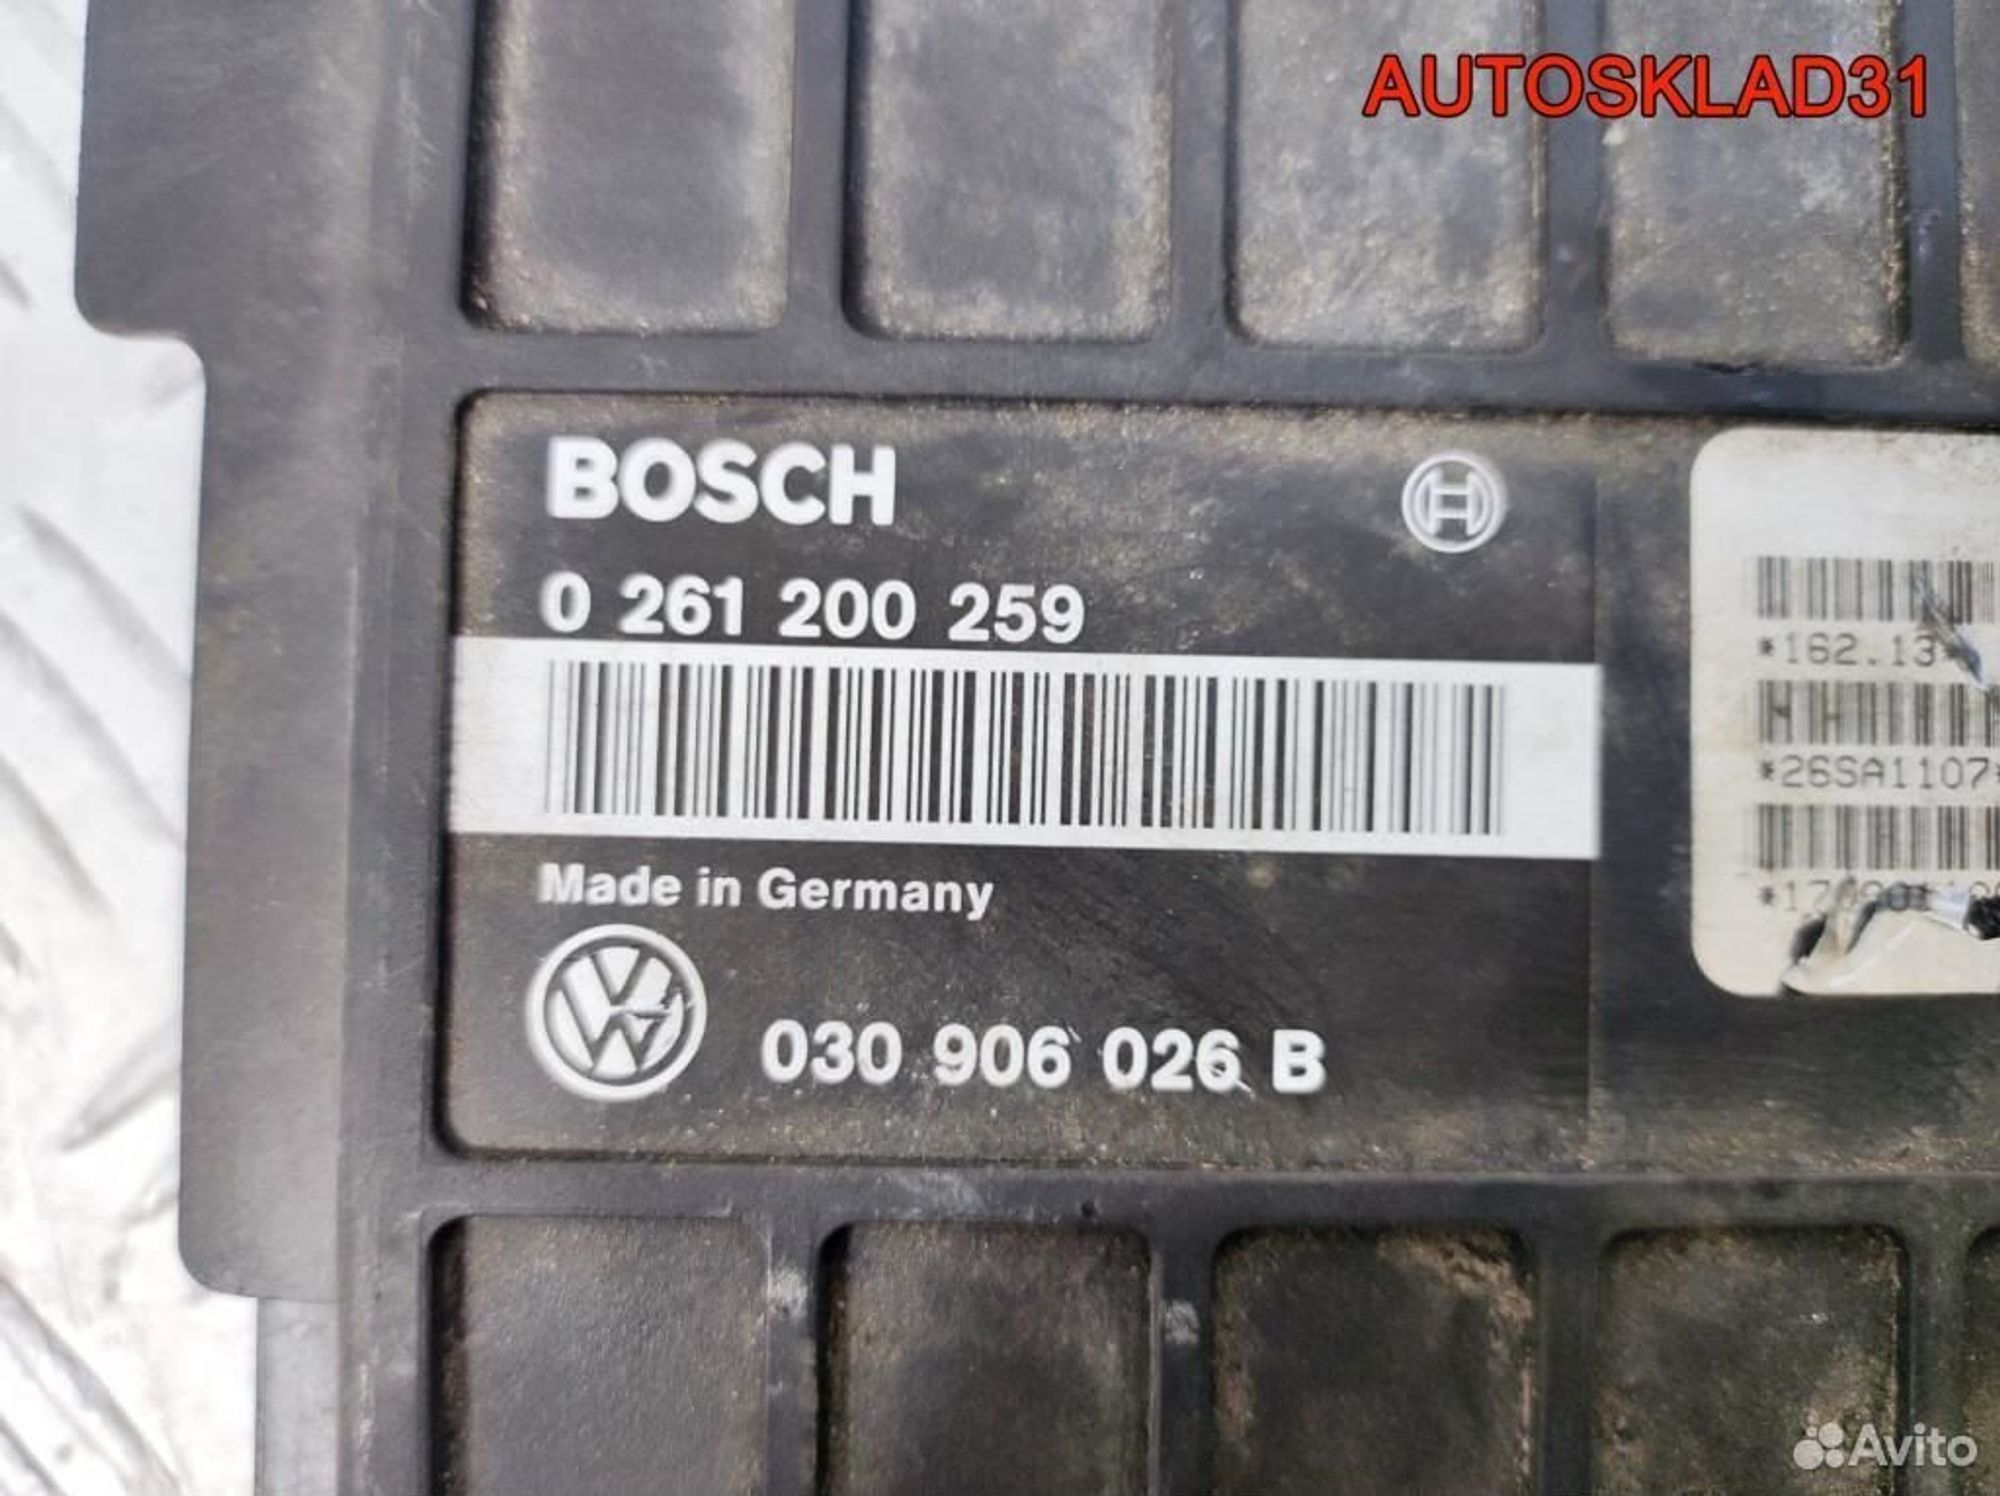 AUTOSKLAD31
BOSCH
0 261 200 259
*162.13*
*26SA1107*
Made in Germany
030 906 026 B
Avito